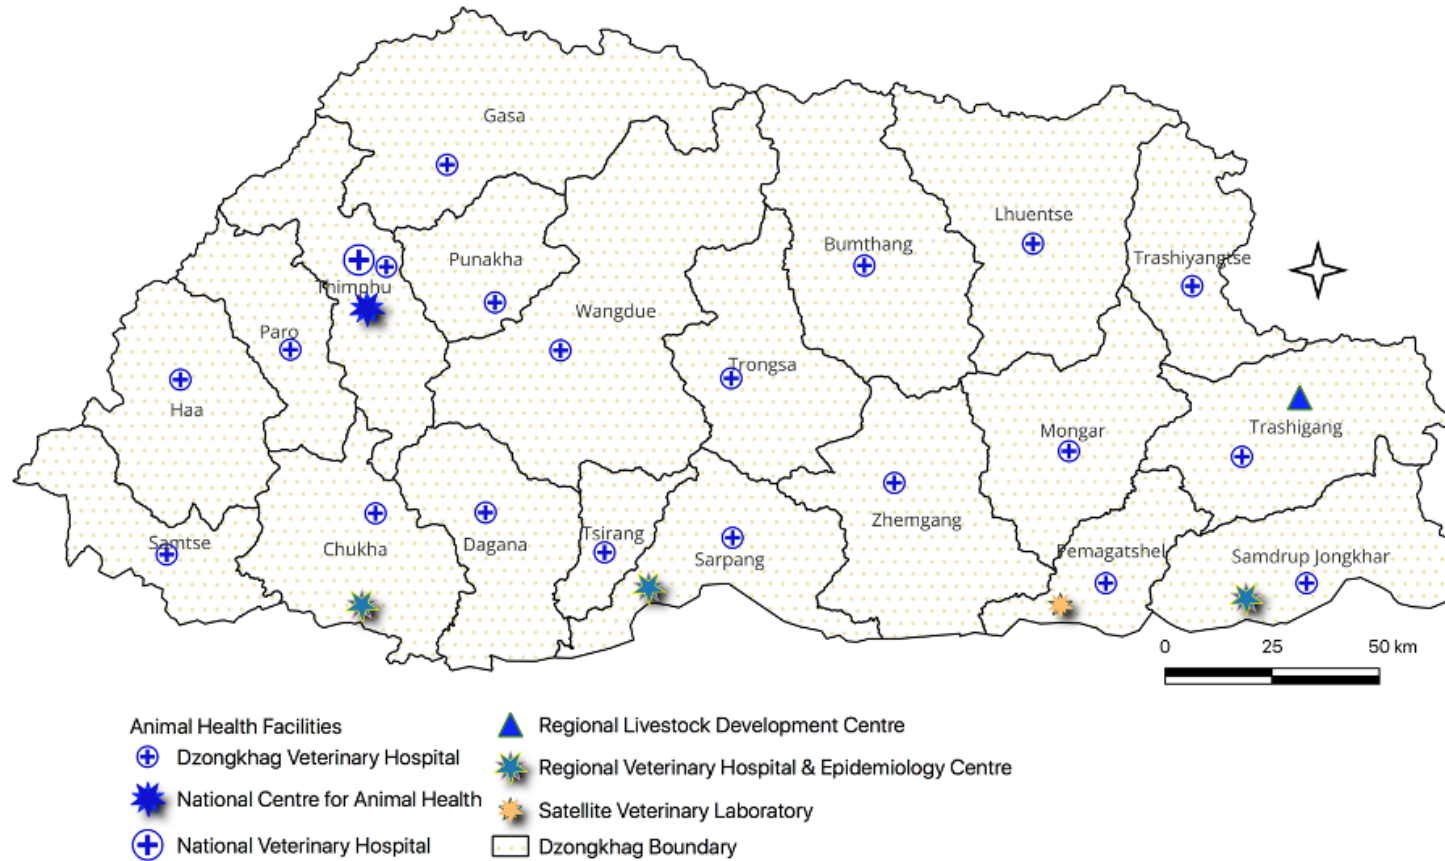 Gasa
Lhuentse
Bumthang
Punakha
Trashiyangtse
Thimphu
Wangdue
Paro
Trongsa
Haa
Trashigang
Mongar
Zhemgang
Samtse
Chukha
Dagana
Tsirang
Sarpang
Pemagatshel
Samdrup Jongkhar
0 25 50 km
Animal Health Facilities
Dzongkhag Veterinary Hospital
National Centre for Animal Health
National Veterinary Hospital
Regional Livestock Development Centre
Regional Veterinary Hospital & Epidemiology Centre
Satellite Veterinary Laboratory
Dzongkhag Boundary